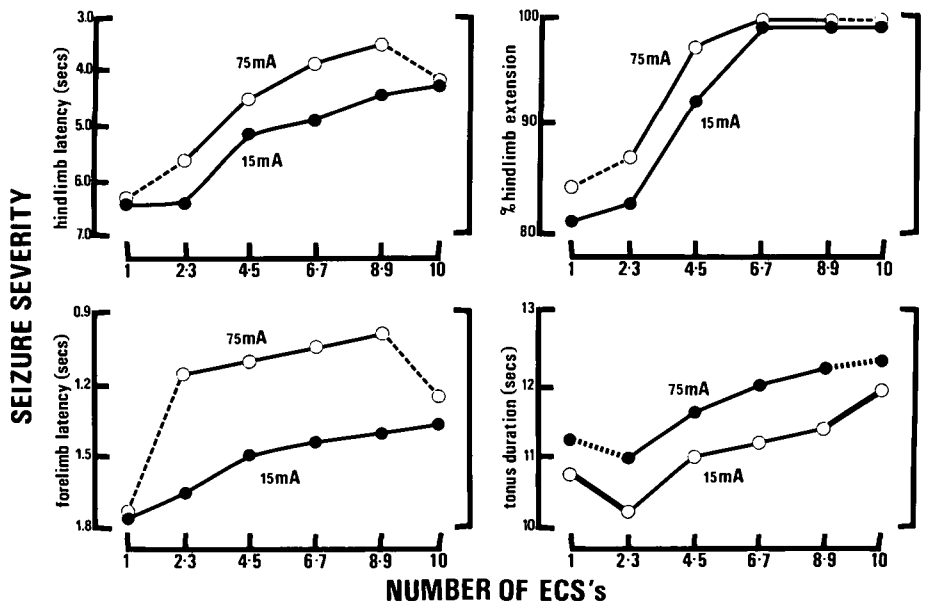 SEIZURE SEVERITY
hindlimb latency (secs)
3.0
4.0
5.0
6.0
7.0
75mA
15mA
1 2·3 4·5 6·7 8·9 10
% hindlimb extension
100
90
80
75mA
15mA
1 2·3 4·5 6·7 8·9 10
forelimb latency (secs)
0.9
1.2
1.5
1.8
75mA
15mA
1 2·3 4·5 6·7 8·9 10
tonus duration (secs)
13
12
11
10
75mA
15mA
1 2·3 4·5 6·7 8·9 10
NUMBER OF ECS's